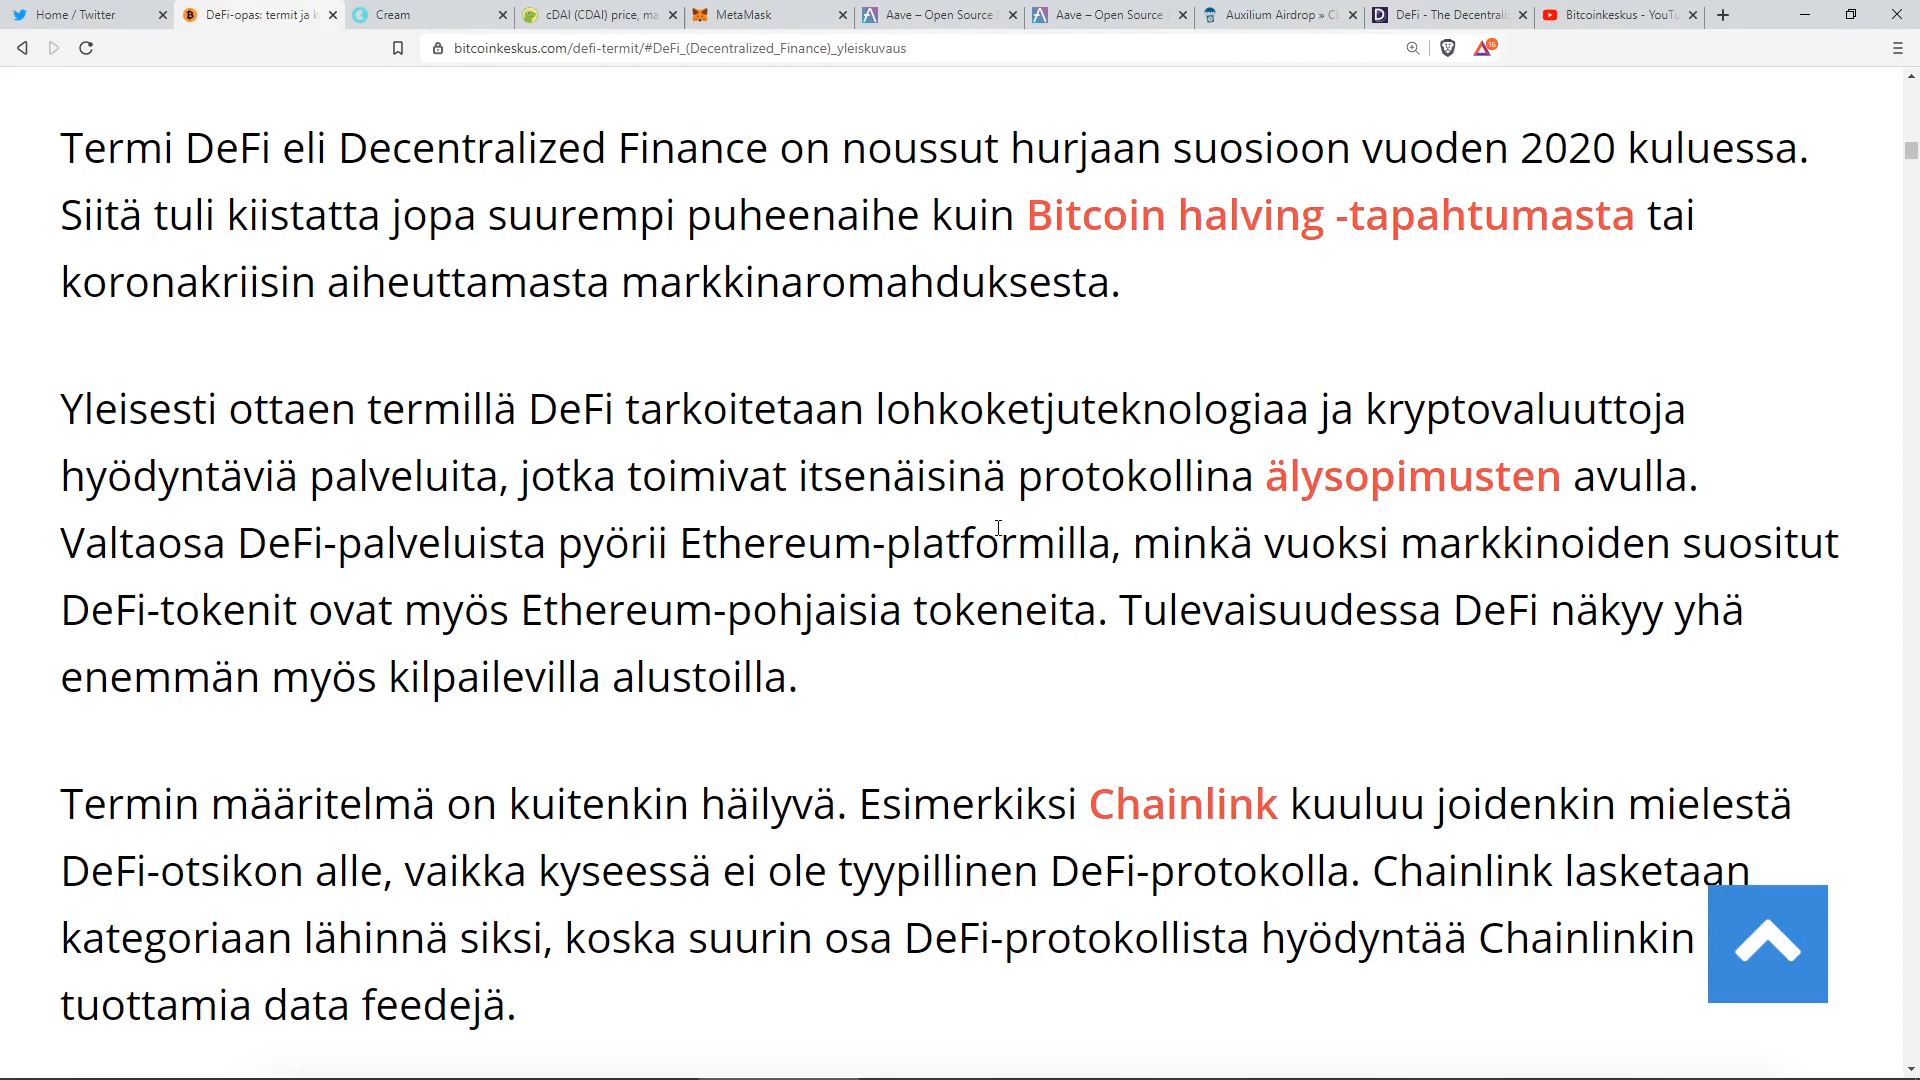 Home / Twitter
DeFi-opas: termit ja k
Cream
cDAI (CDAI) price, ma
MetaMask
Aave – Open Source
Aave – Open Source
Auxilium Airdrop » Cl
DeFi - The Decentrali
Bitcoinkeskus - YouTu
bitcoinkeskus.com/defi-termit/#DeFi_(Decentralized_Finance)_yleiskuvaus
16
Termi DeFi eli Decentralized Finance on noussut hurjaan suosioon vuoden 2020 kuluessa.
Siitä tuli kiistatta jopa suurempi puheenaihe kuin Bitcoin halving -tapahtumasta tai
koronakriisin aiheuttamasta markkinaromahduksesta.
Yleisesti ottaen termillä DeFi tarkoitetaan lohkoketjuteknologiaa ja kryptovaluuttoja
hyödyntäviä palveluita, jotka toimivat itsenäisinä protokollina älysopimusten avulla.
Valtaosa DeFi-palveluista pyörii Ethereum-platformilla, minkä vuoksi markkinoiden suositut
DeFi-tokenit ovat myös Ethereum-pohjaisia tokeneita. Tulevaisuudessa DeFi näkyy yhä
enemmän myös kilpailevilla alustoilla.
Termin määritelmä on kuitenkin häilyvä. Esimerkiksi Chainlink kuuluu joidenkin mielestä
DeFi-otsikon alle, vaikka kyseessä ei ole tyypillinen DeFi-protokolla. Chainlink lasketaan
kategoriaan lähinnä siksi, koska suurin osa DeFi-protokollista hyödyntää Chainlinkin
tuottamia data feedejä.